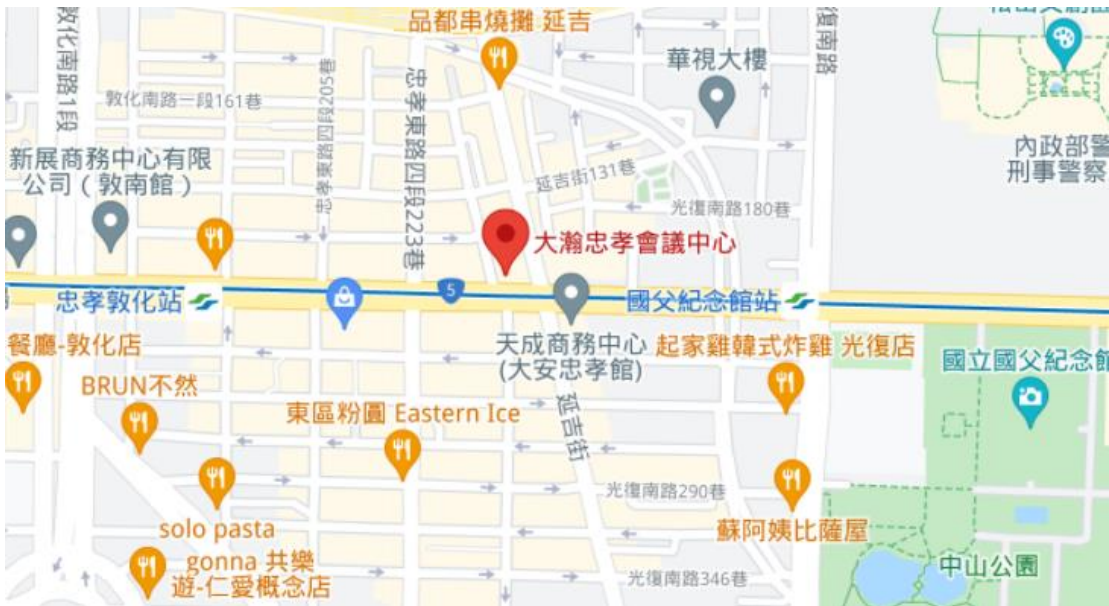 品都串燒攤 延吉
敦化南路1段
忠孝東路四段205巷
忠孝東路四段223巷
華視大樓
復南路
敦化南路一段161巷
新展商務中心有限
公司(敦南館)
延吉街131巷
內政部警
刑事警察
光復南路180巷
大瀚忠孝會議中心
5
忠孝敦化站
國父紀念館站
餐廳-敦化店
天成商務中心
(大安忠孝館)
起家雞韓式炸雞 光復店
國立國父紀念館
BRUN不然
東區粉圓 Eastern Ice
延吉街
光復南路290巷
solo pasta
蘇阿姨比薩屋
gonna 共樂
遊-仁愛概念店
光復南路346巷
中山公園